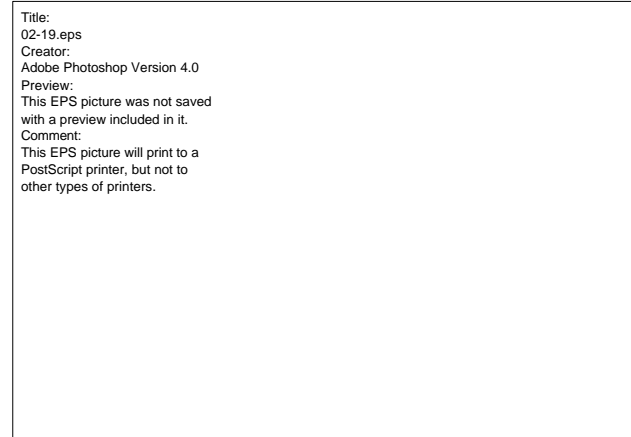 Title:
02-19.eps
Creator:
Adobe Photoshop Version 4.0
Preview:
This EPS picture was not saved
with a preview included in it.
Comment:
This EPS picture will print to a
PostScript printer, but not to
other types of printers.